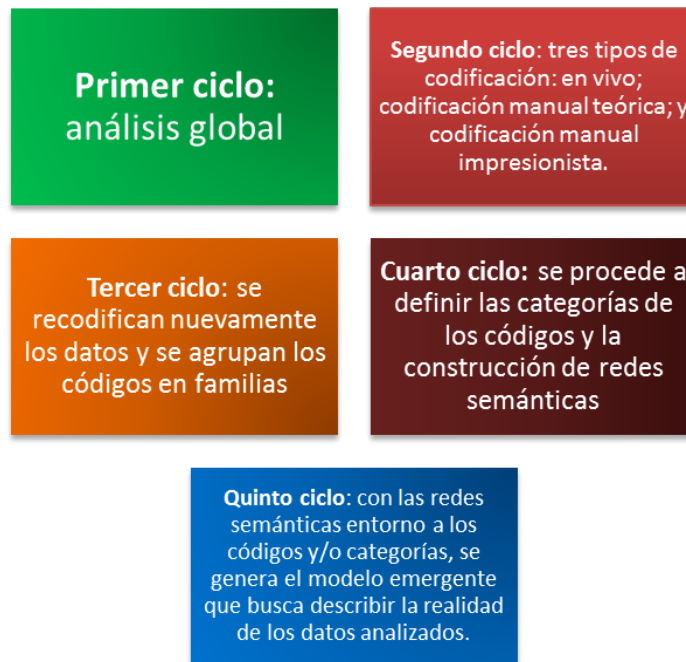 Primer ciclo:
análisis global
Segundo ciclo: tres tipos de
codificación: en vivo;
codificación manual teórica; y
codificación manual
impresionista.
Tercer ciclo: se
recodifican nuevamente
los datos y se agrupan los
códigos en familias
Cuarto ciclo: se procede a
definir las categorías de
los códigos y la
construcción de redes
semánticas
Quinto ciclo: con las redes
semánticas entorno a los
códigos y/o categorías, se
genera el modelo emergente
que busca describir la realidad
de los datos analizados.